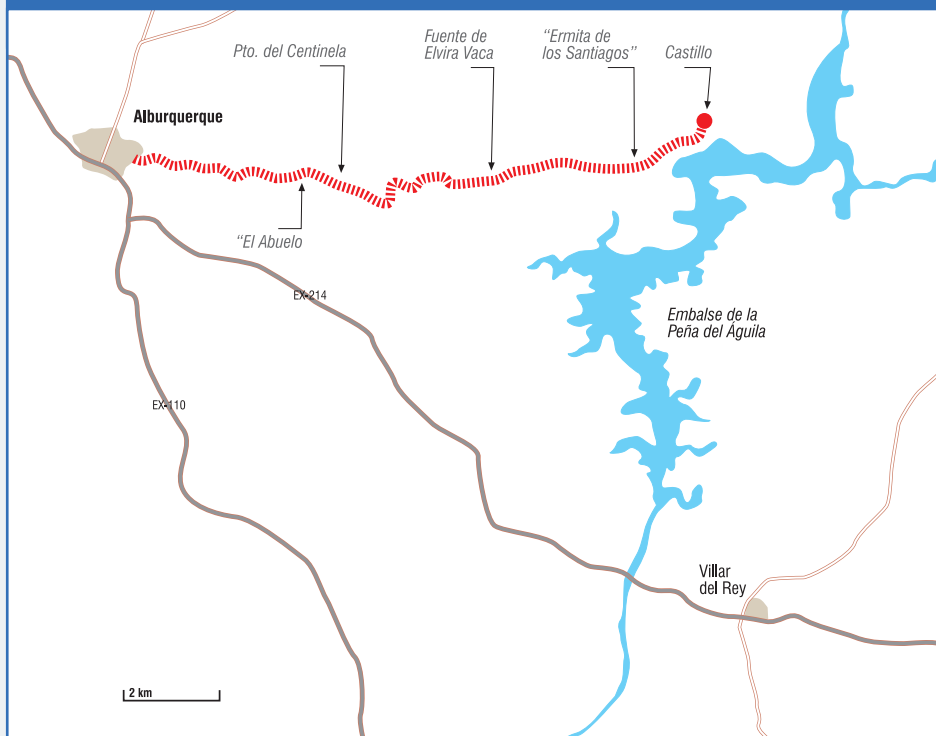 Pto. del Centinela
Fuente de
Elvira Vaca
“Ermita de
los Santiagos”
Castillo
Alburquerque
“El Abuelo
EX-214
Embalse de la
Peña del Águila
EX-110
Villar
del Rey
2 km